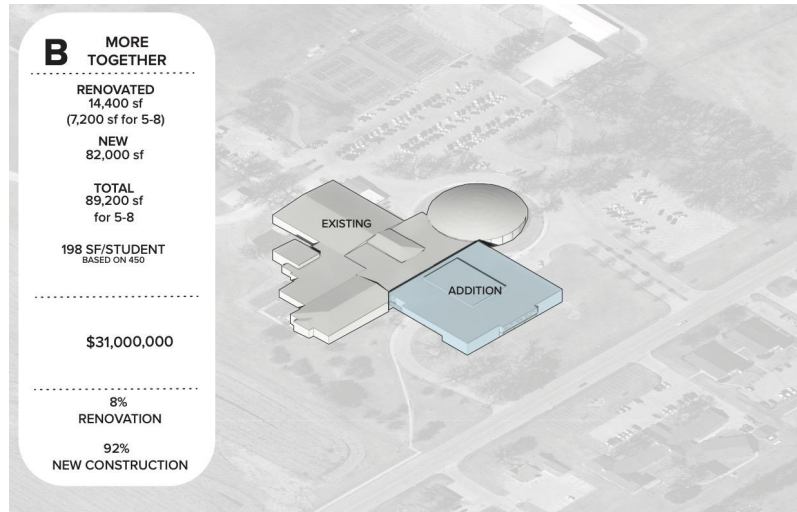 B
MORE
TOGETHER
RENOVATED
14,400 sf
(7,200 sf for 5-8)
NEW
82,000 sf
TOTAL
89,200 sf
for 5-8
198 SF/STUDENT
BASED ON 450
$31,000,000
8%
RENOVATION
92%
NEW CONSTRUCTION
EXISTING
ADDITION